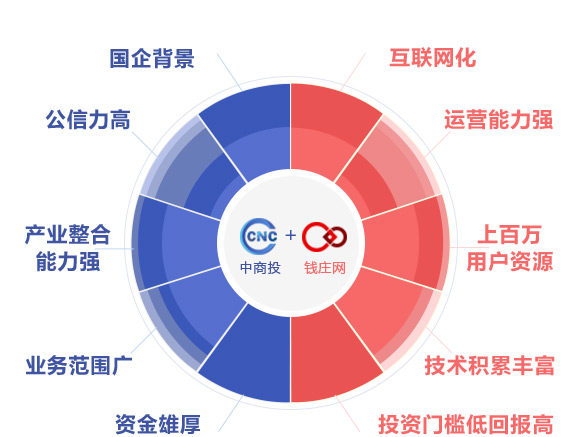 国企背景
互联网化
公信力高
运营能力强
产业整合
能力强
上百万
用户资源
CNC
+
中商投
钱庄网
业务范围广
技术积累丰富
资金雄厚
投资门槛低回报高